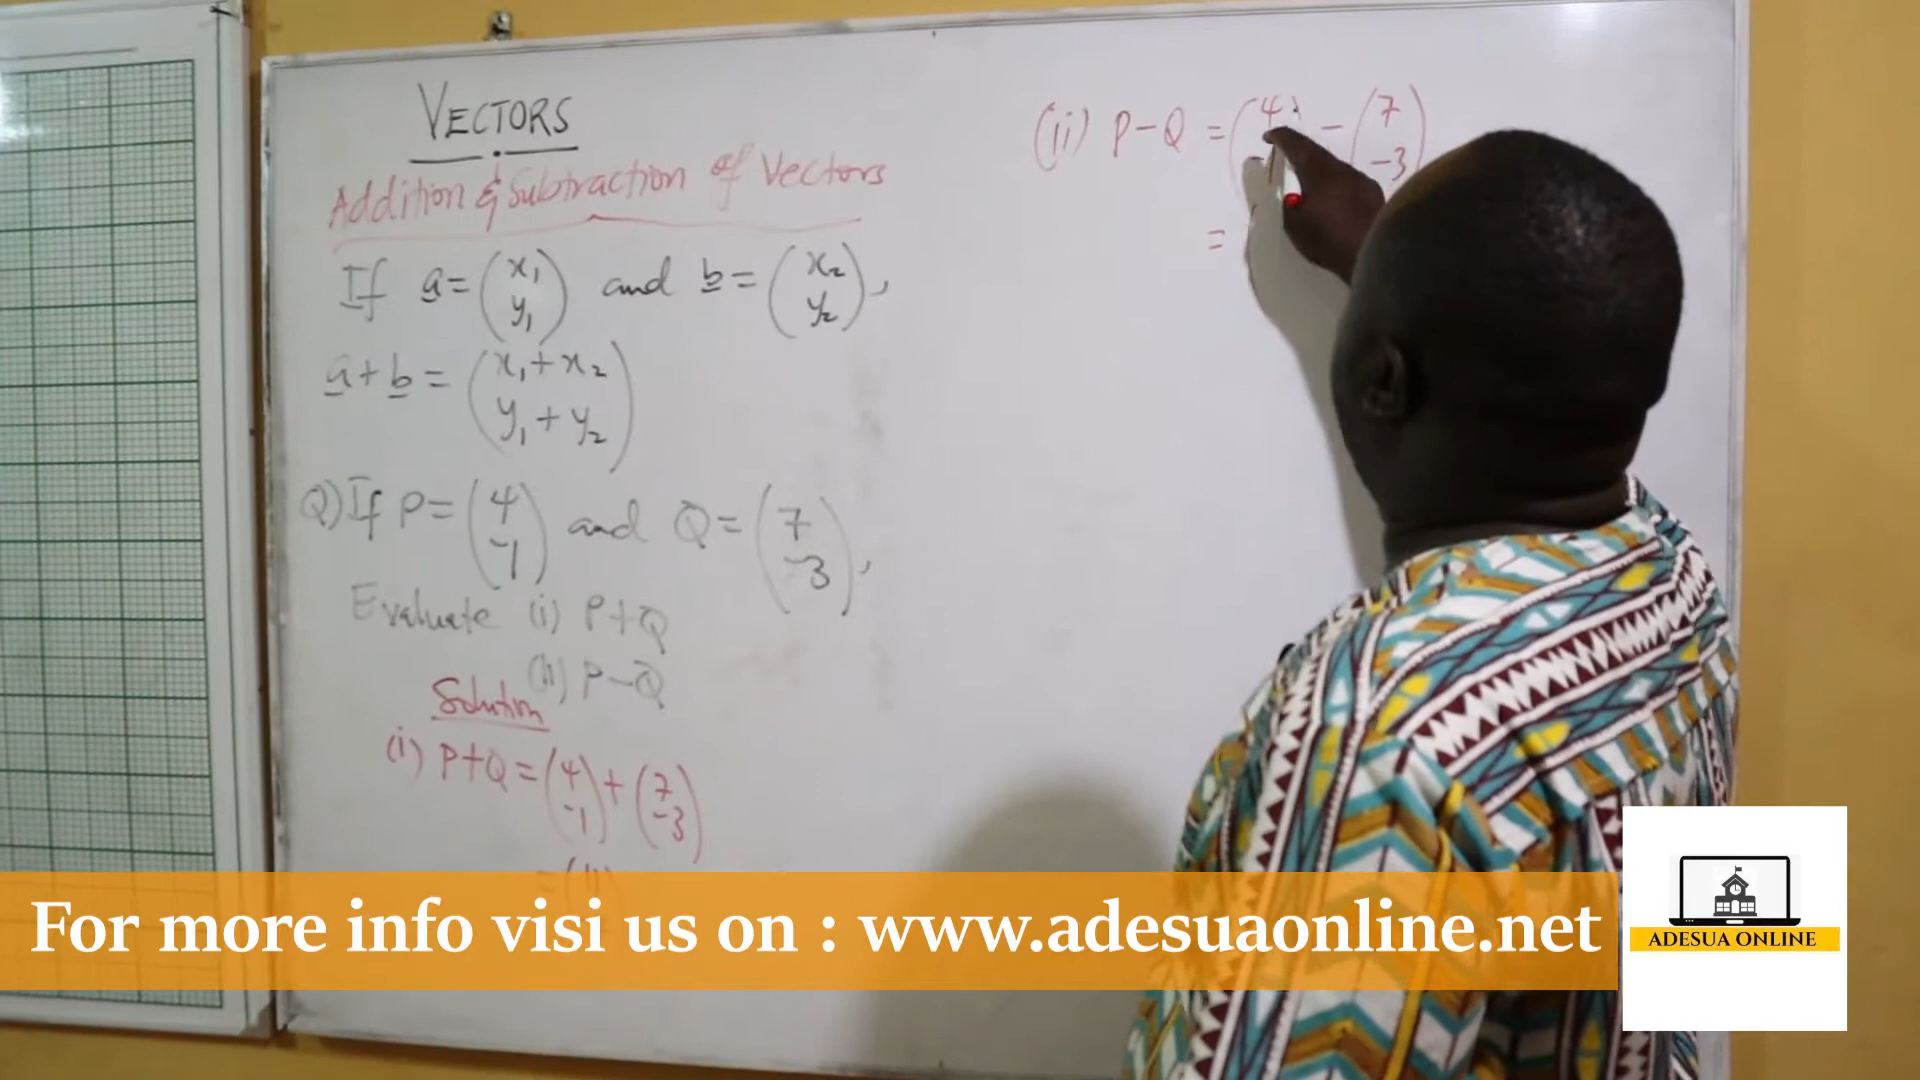 VECTORS
Addition & Subtraction of Vectors
If a = (x₁ y₁) and b = (x₂ y₂),
a + b = (x₁ + x₂ y₁ + y₂)
Q) If P = (4 -1) and Q = (7 -3),
Evaluate (i) P+Q
(ii) P-Q
Solution
(i) P+Q = (4 -1) + (7 -3)
= (11
(ii) P-Q = (4 - (7 -3)
=
For more info visi us on : www.adesuaonline.net
ADESUA ONLINE